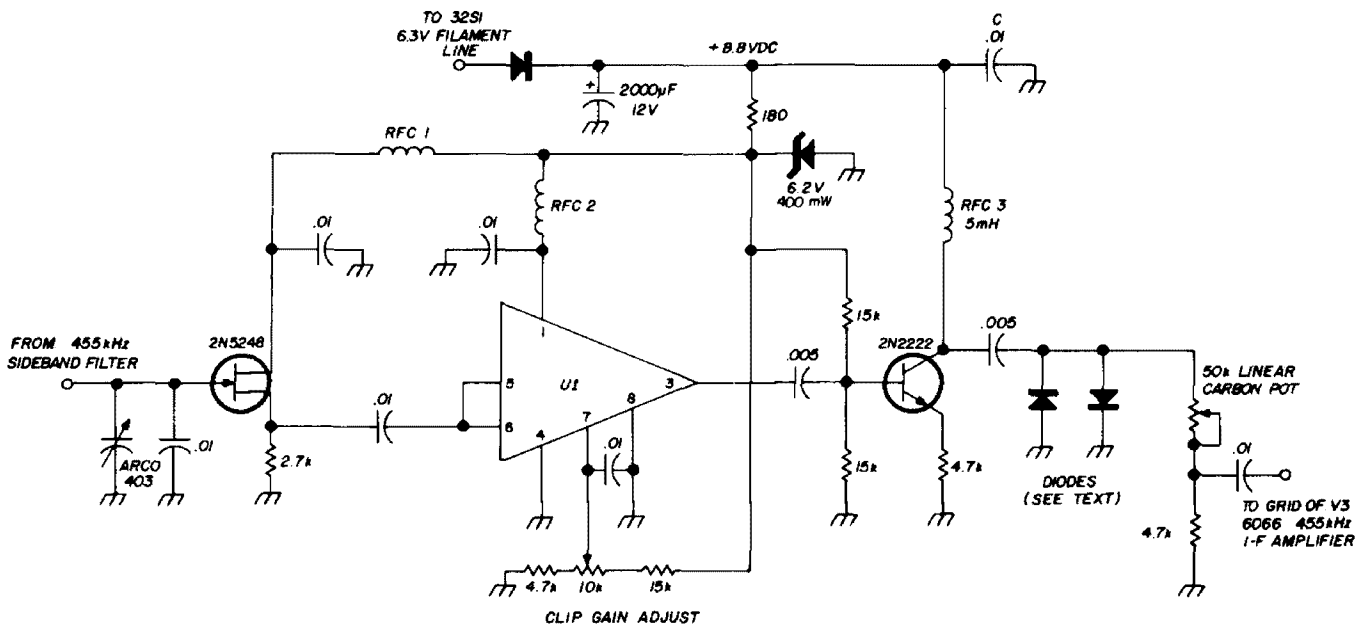 TO 32S1
6.3V FILAMENT
LINE
+8.8VDC
C
.01
+
2000µF
12V
180
RFC 1
6.2V
400 mW
RFC 2
RFC 3
5mH
.01
.01
1
FROM 455kHz
SIDEBAND FILTER
2N5248
ARCO
403
.01
2.7k
.01
5
6
U1
3
7
8
4
.01
.005
15k
15k
2N2222
4.7k
.005
DIODES
(SEE TEXT)
50k LINEAR
CARBON POT
.01
TO GRID OF V3
6066 455kHz
I-F AMPLIFIER
4.7k
4.7k
10k
15k
CLIP GAIN ADJUST